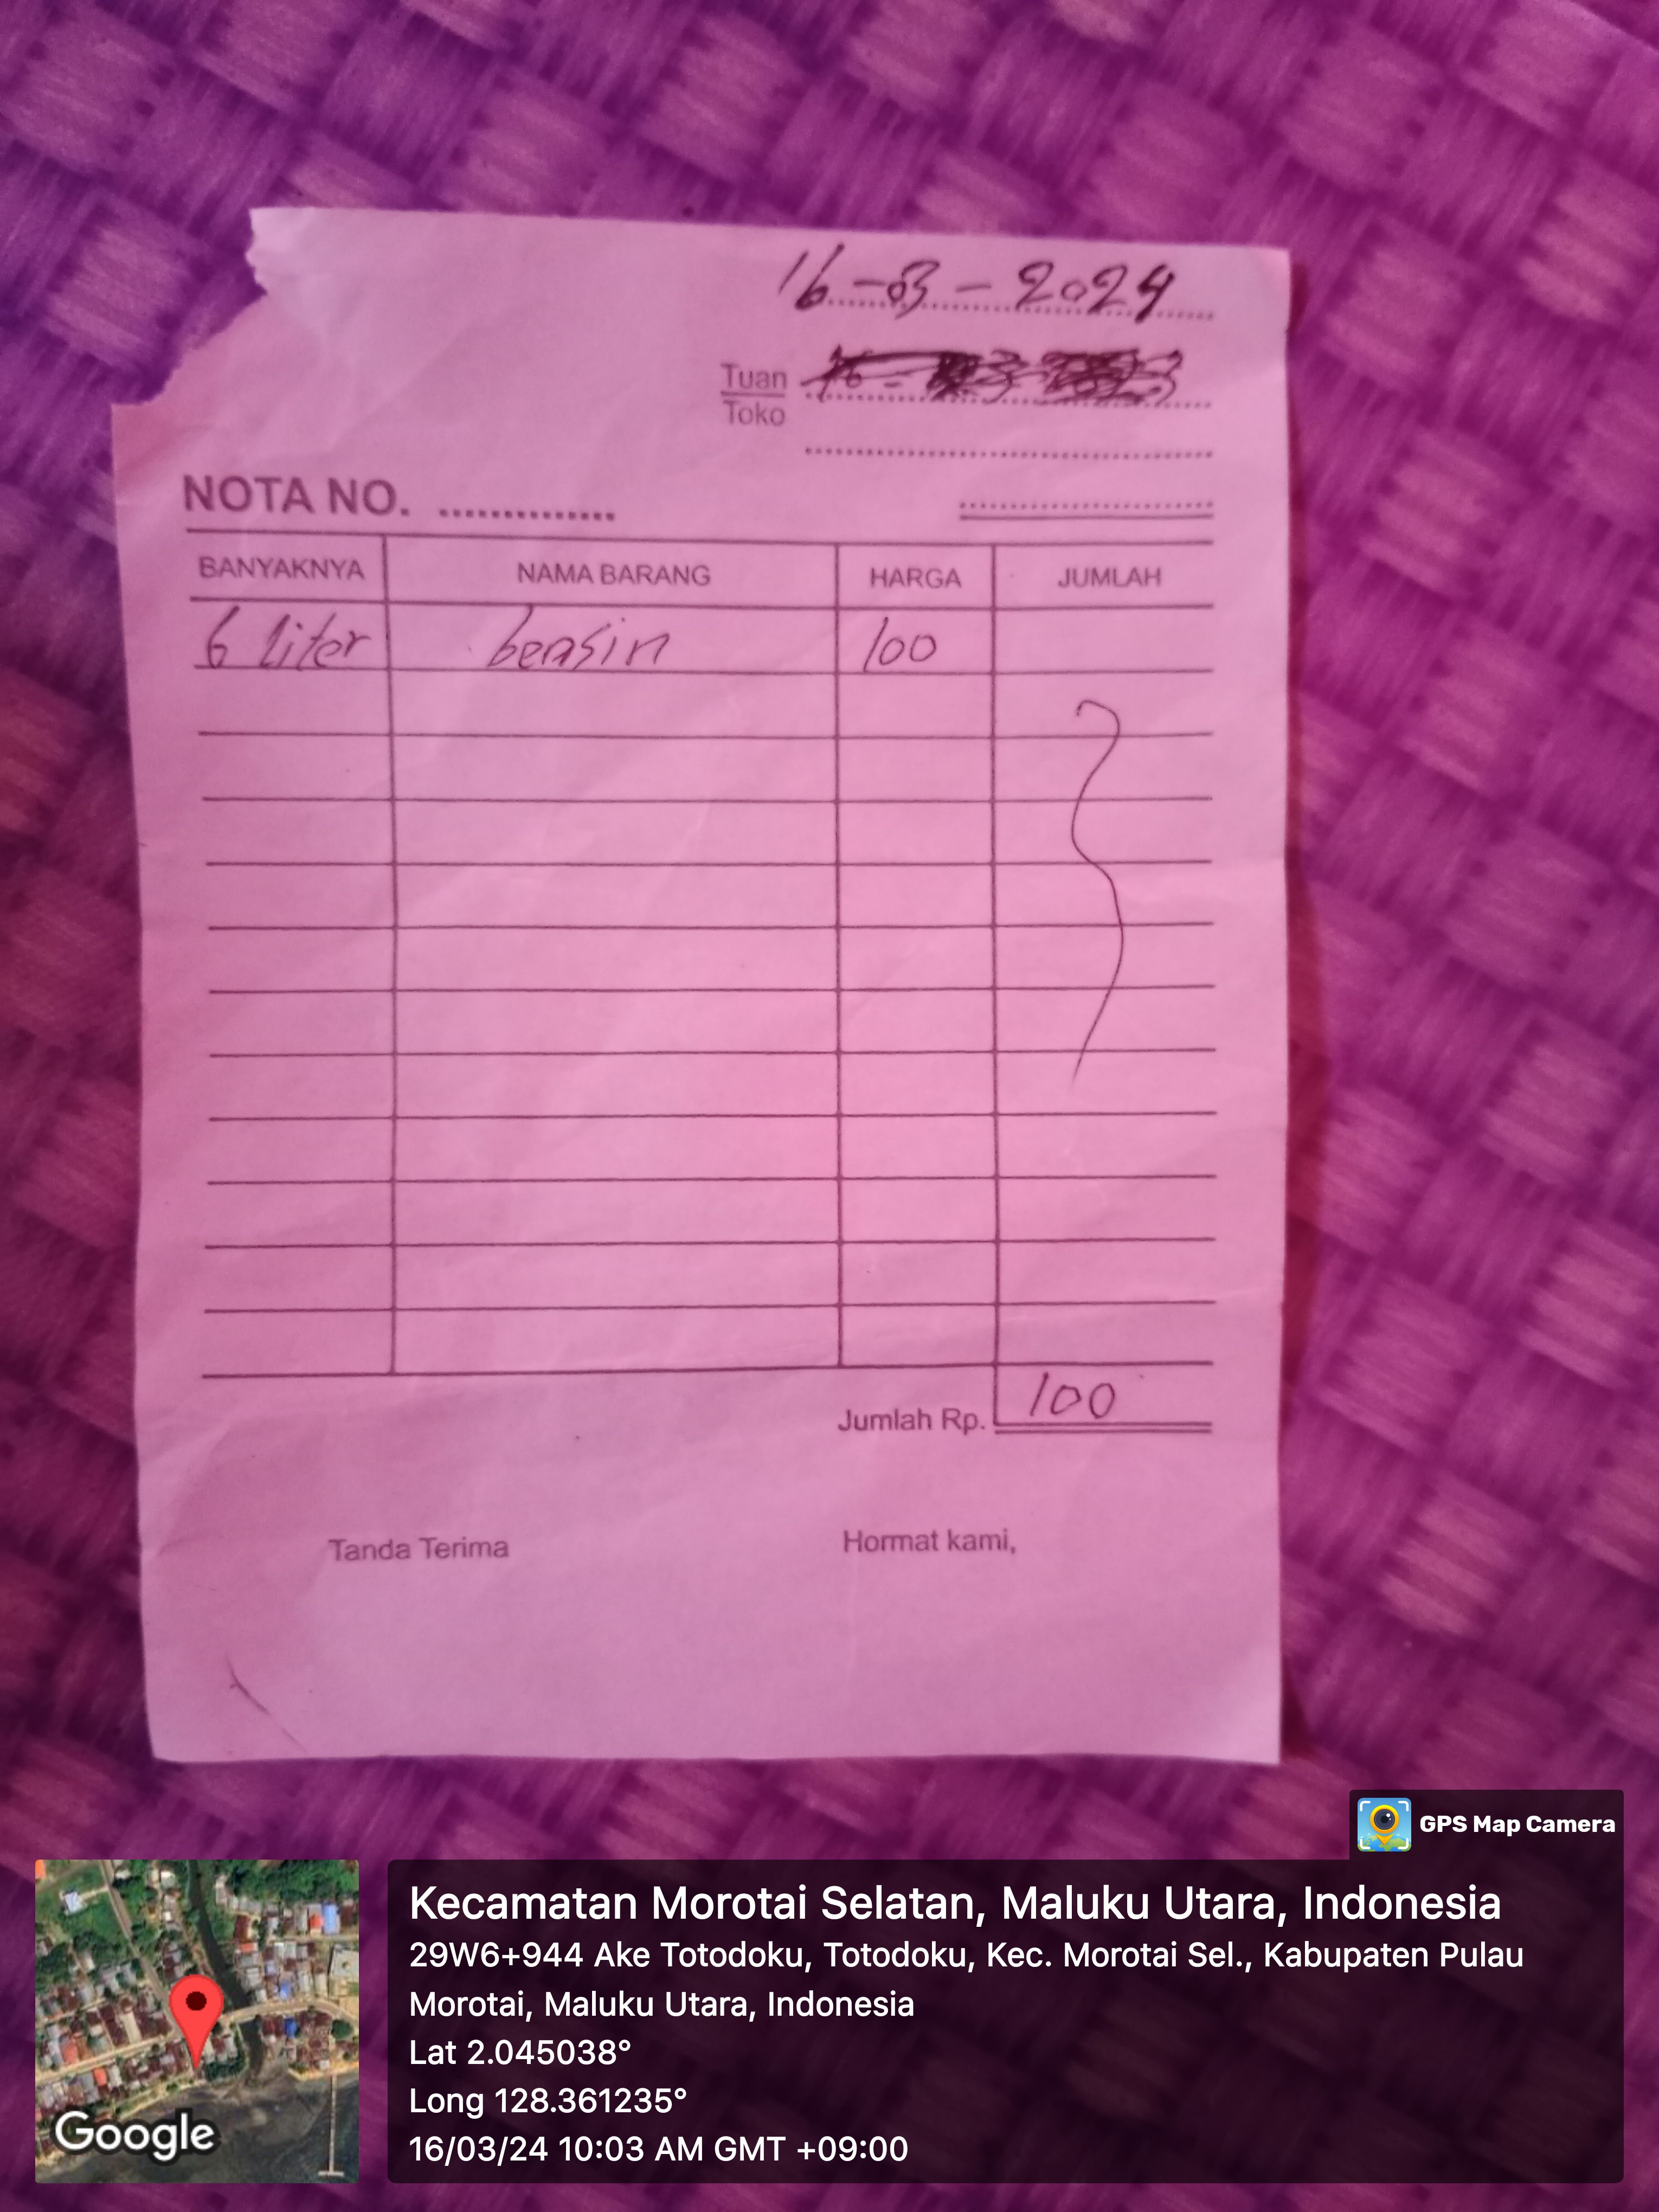 16-03-2024
Tuan
Toko
NOTA NO. ..............
BANYAKNYA NAMA BARANG HARGA JUMLAH
6 liter bensin 100
Jumlah Rp. 100
Tanda Terima Hormat kami,
GPS Map Camera
Kecamatan Morotai Selatan, Maluku Utara, Indonesia
29W6+944 Ake Totodoku, Totodoku, Kec. Morotai Sel., Kabupaten Pulau
Morotai, Maluku Utara, Indonesia
Lat 2.045038°
Long 128.361235°
16/03/24 10:03 AM GMT +09:00
Google